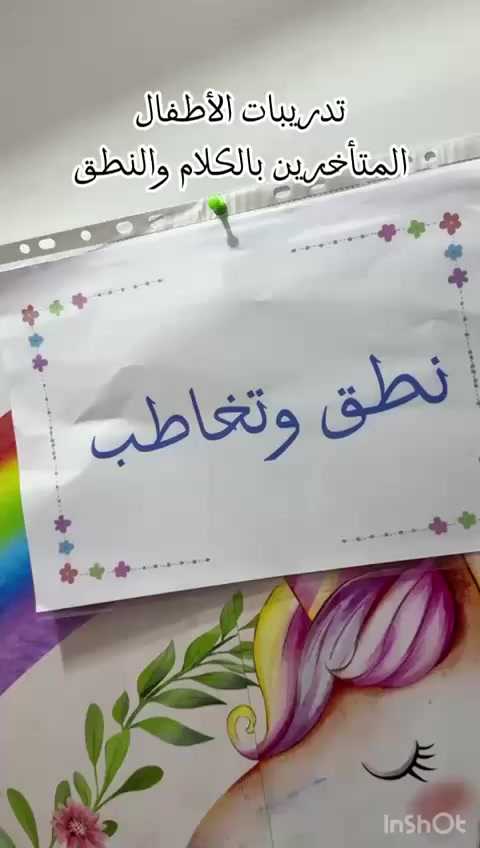 تدريبات الأطفال
المتأخرين بالكلام والنطق
نطق وتخاطب
InShOt